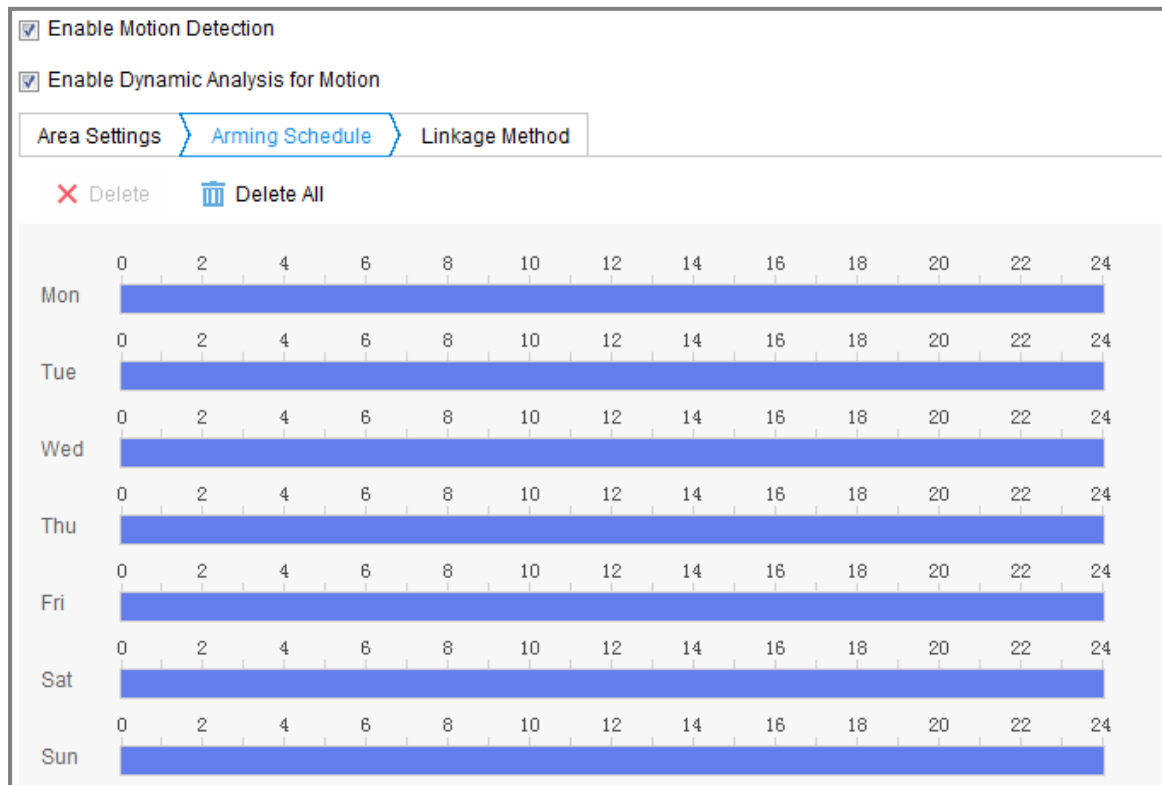 Enable Motion Detection
Enable Dynamic Analysis for Motion
Area Settings Arming Schedule Linkage Method
Delete Delete All
0 2 4 6 8 10 12 14 16 18 20 22 24
Mon
0 2 4 6 8 10 12 14 16 18 20 22 24
Tue
0 2 4 6 8 10 12 14 16 18 20 22 24
Wed
0 2 4 6 8 10 12 14 16 18 20 22 24
Thu
0 2 4 6 8 10 12 14 16 18 20 22 24
Fri
0 2 4 6 8 10 12 14 16 18 20 22 24
Sat
0 2 4 6 8 10 12 14 16 18 20 22 24
Sun